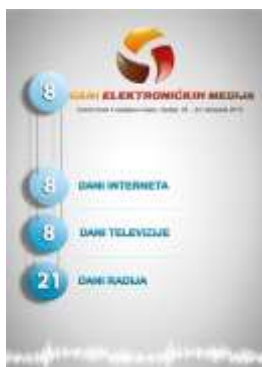 8 DANI ELEKTRONIČKIH MEDIJA
8 DANI INTERNETA
8 DANI TELEVIZIJE
21 DANI RADIJA